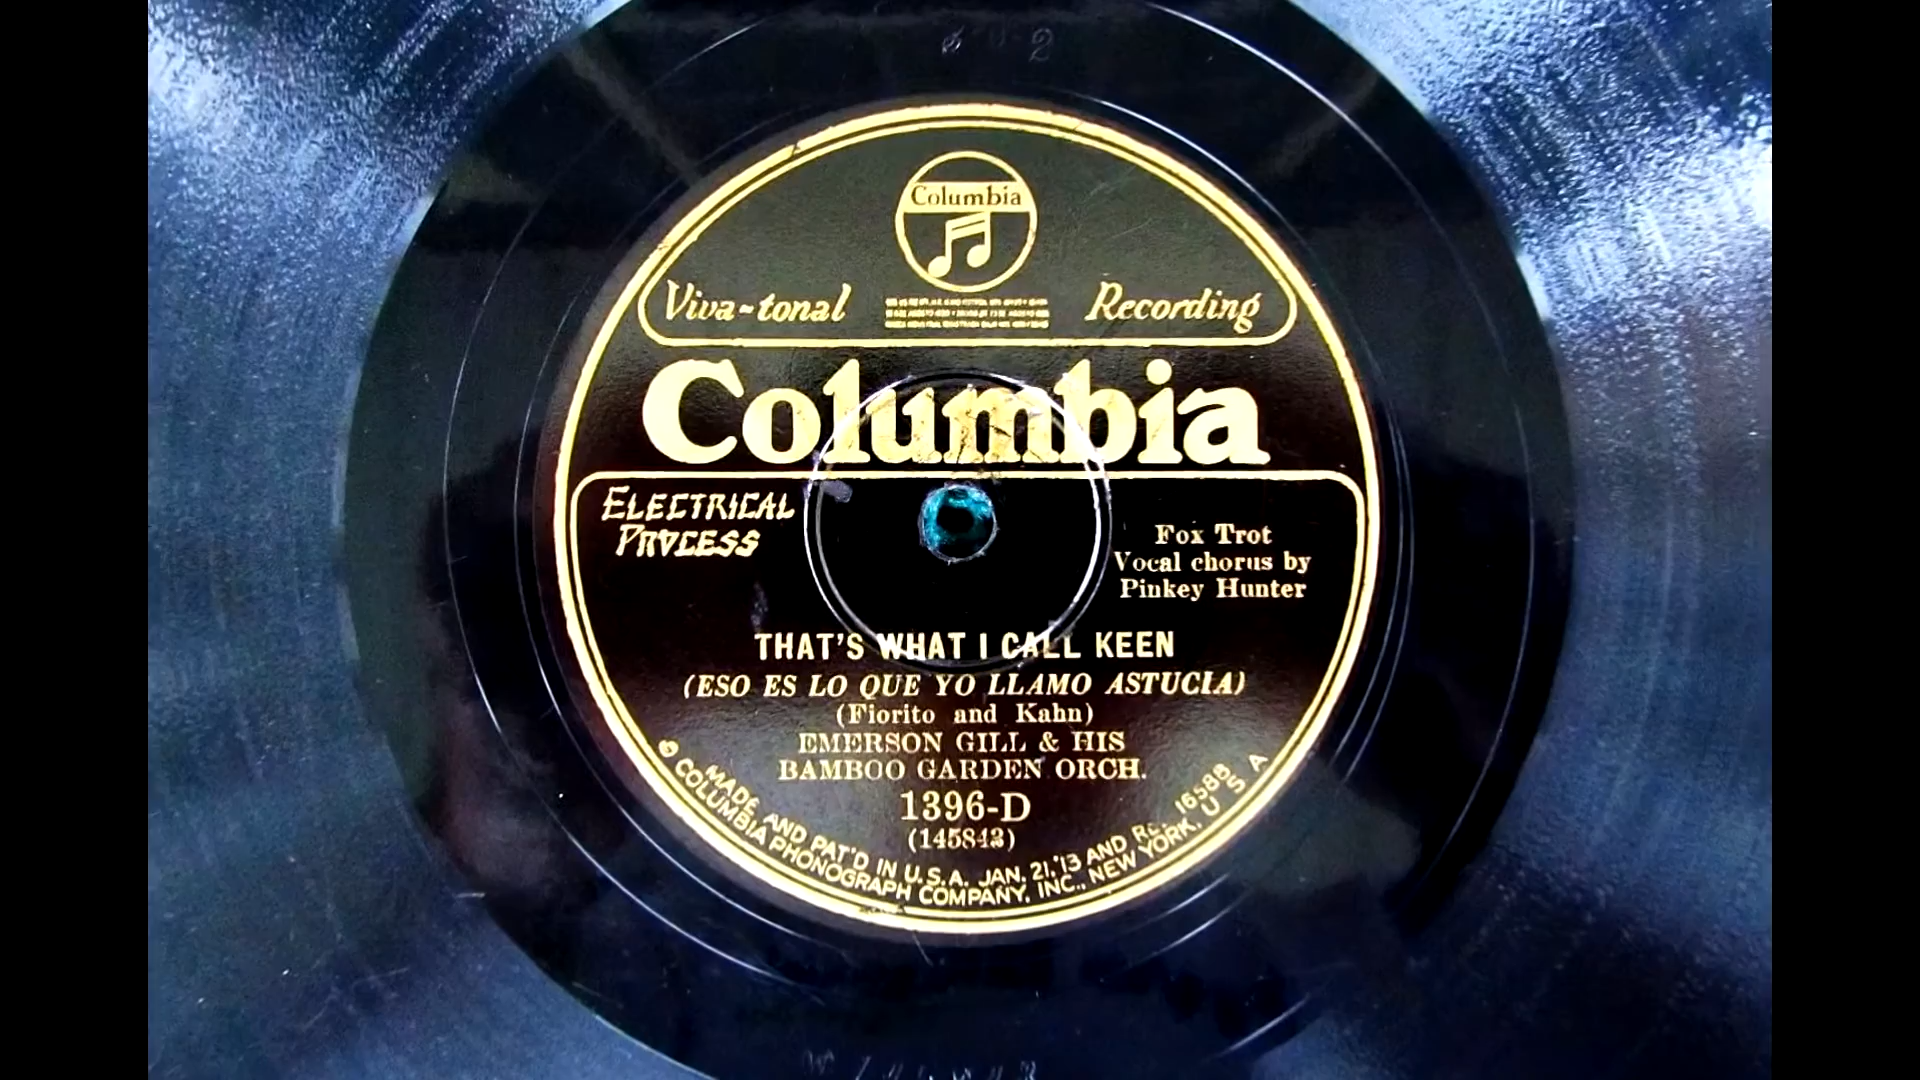 Columbia
Viva-tonal Recording
Columbia
ELECTRICAL
PROCESS
Fox Trot
Vocal chorus by
Pinkey Hunter
THAT'S WHAT I CALL KEEN
(ESO ES LO QUE YO LLAMO ASTUCIA)
(Fiorito and Kahn)
EMERSON GILL & HIS
BAMBOO GARDEN ORCH.
1396-D
(145842)
MADE AND PAT'D IN U.S.A. JAN. 21,'13 AND RE. 16588
COLUMBIA PHONOGRAPH COMPANY, INC., NEW YORK, U S A